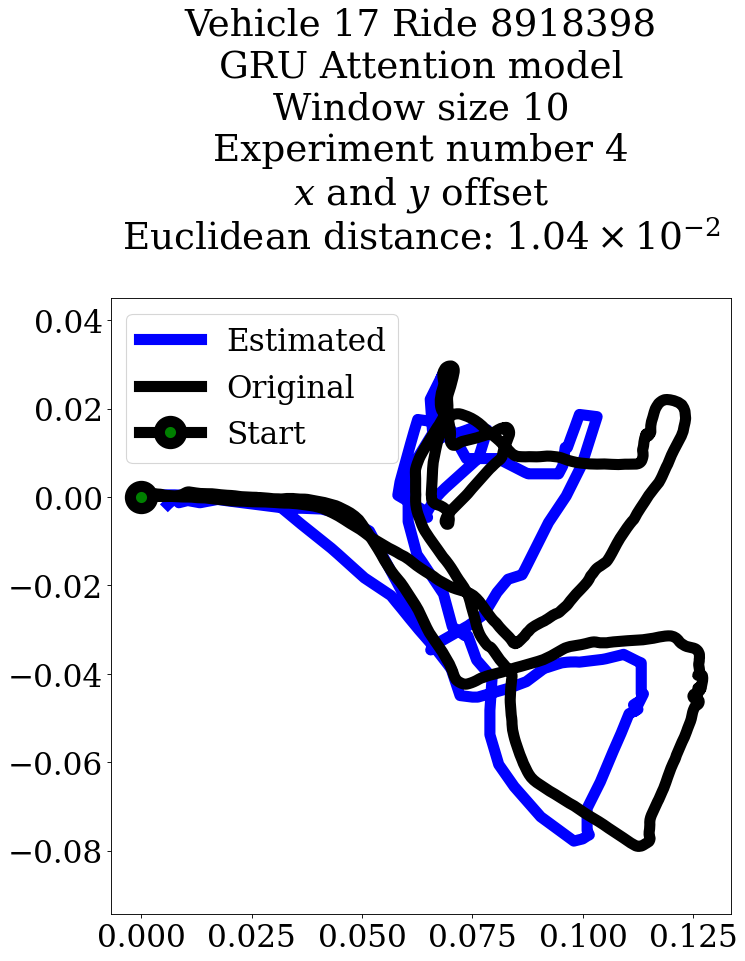 Vehicle 17 Ride 8918398
GRU Attention model
Window size 10
Experiment number 4
x and y offset
Euclidean distance: 1.04 × 10⁻²
Estimated
Original
Start
0.04
0.02
0.00
−0.02
−0.04
−0.06
−0.08
0.000 0.025 0.050 0.075 0.100 0.125